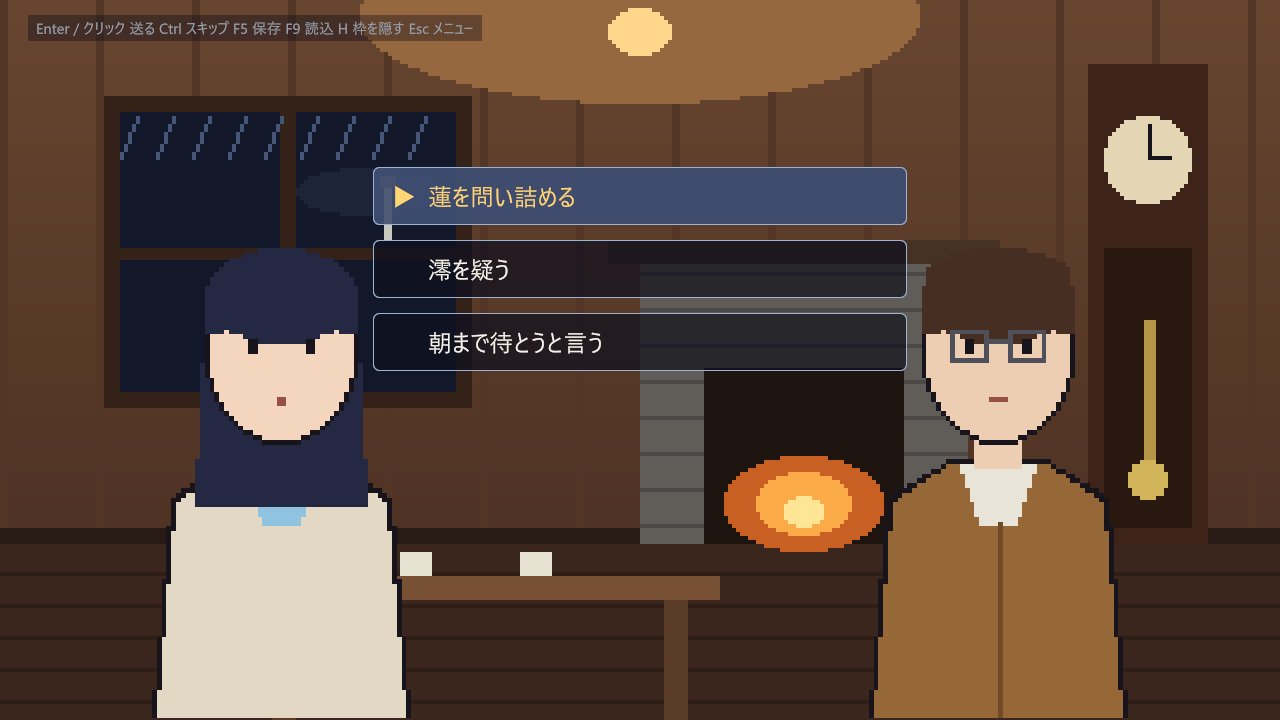 Enter / クリック 送る Ctrl スキップ F5 保存 F9 読込 H 枠を隠す Esc メニュー
▶ 蓮を問い詰める
澪を疑う
朝まで待とうと言う